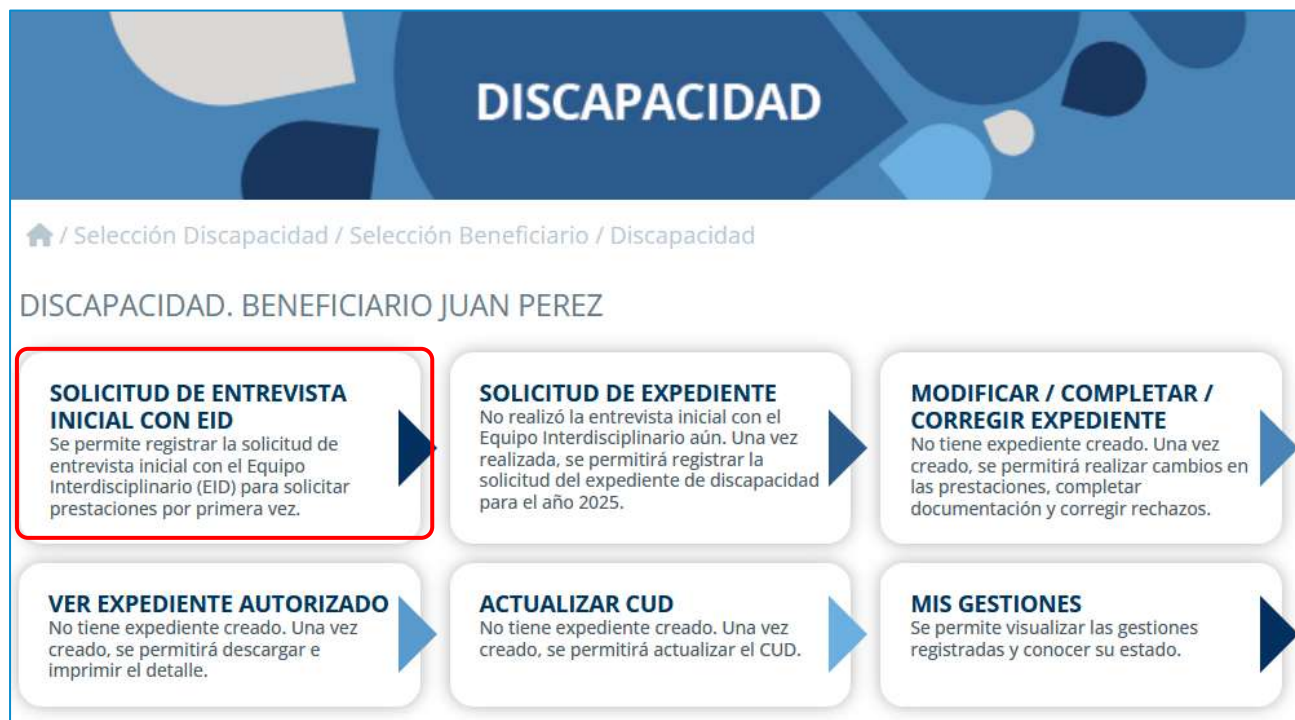 DISCAPACIDAD
/ Selección Discapacidad / Selección Beneficiario / Discapacidad
DISCAPACIDAD. BENEFICIARIO JUAN PEREZ
SOLICITUD DE ENTREVISTA
INICIAL CON EID
Se permite registrar la solicitud de
entrevista inicial con el Equipo
Interdisciplinario (EID) para solicitar
prestaciones por primera vez.
SOLICITUD DE EXPEDIENTE
No realizó la entrevista inicial con el
Equipo Interdisciplinario aún. Una vez
realizada, se permitirá registrar la
solicitud del expediente de discapacidad
para el año 2025.
MODIFICAR / COMPLETAR /
CORREGIR EXPEDIENTE
No tiene expediente creado. Una vez
creado, se permitirá realizar cambios en
las prestaciones, completar
documentación y corregir rechazos.
VER EXPEDIENTE AUTORIZADO
No tiene expediente creado. Una vez
creado, se permitirá descargar e
imprimir el detalle.
ACTUALIZAR CUD
No tiene expediente creado. Una vez
creado, se permitirá actualizar el CUD.
MIS GESTIONES
Se permite visualizar las gestiones
registradas y conocer su estado.